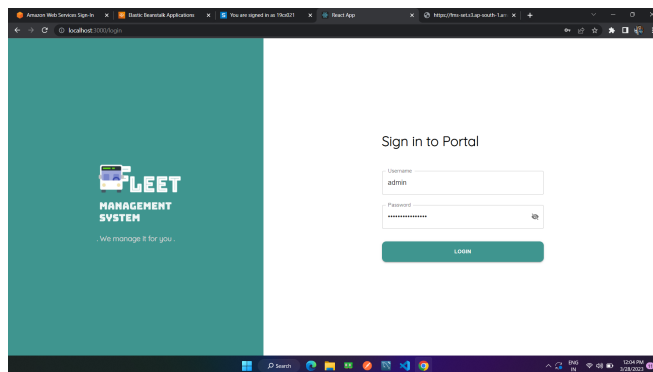 Amazon Web Services Sign-In
Elastic Beanstalk Applications
You are signed in as 19cs021
React App
https://fms-set.s3.ap-south-1.am
localhost:3000/login
Sign in to Portal
Username
admin
FLEET
MANAGEMENT
SYSTEM
. We manage it for you .
Password
LOGIN
Search
ENG
IN
12:04 PM
3/28/2023